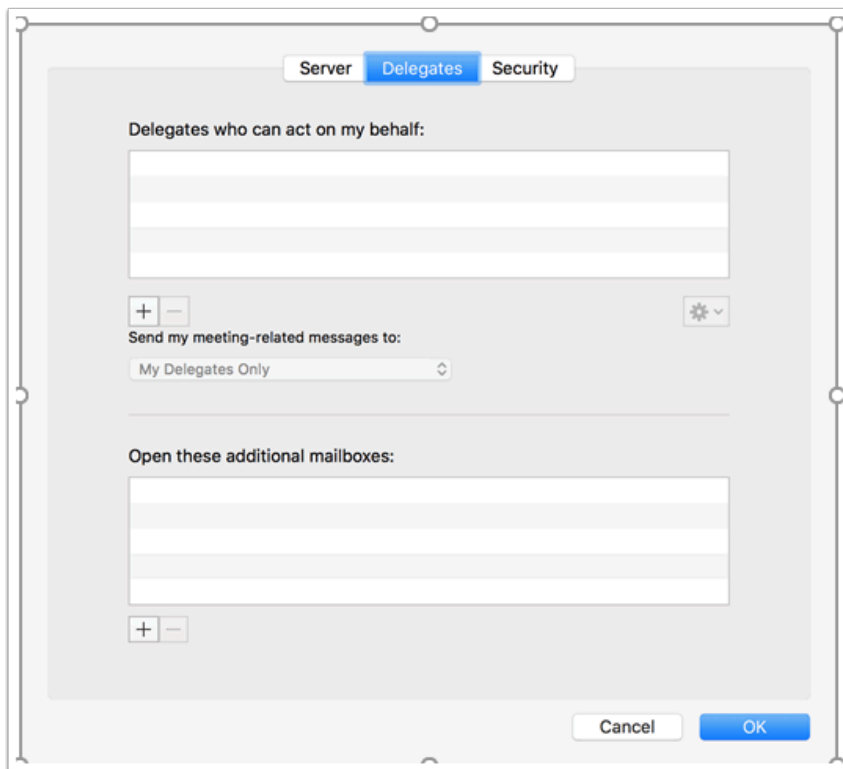 Server Delegates Security
Delegates who can act on my behalf:
Send my meeting-related messages to:
My Delegates Only
Open these additional mailboxes:
Cancel OK